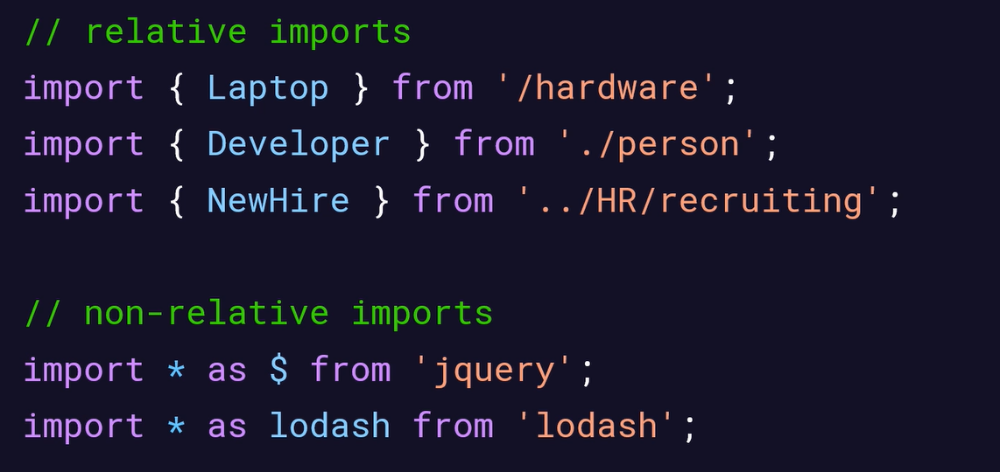 // relative imports
import { Laptop } from '/hardware';
import { Developer } from './person';
import { NewHire } from '../HR/recruiting';
// non-relative imports
import * as $ from 'jquery';
import * as lodash from 'lodash';